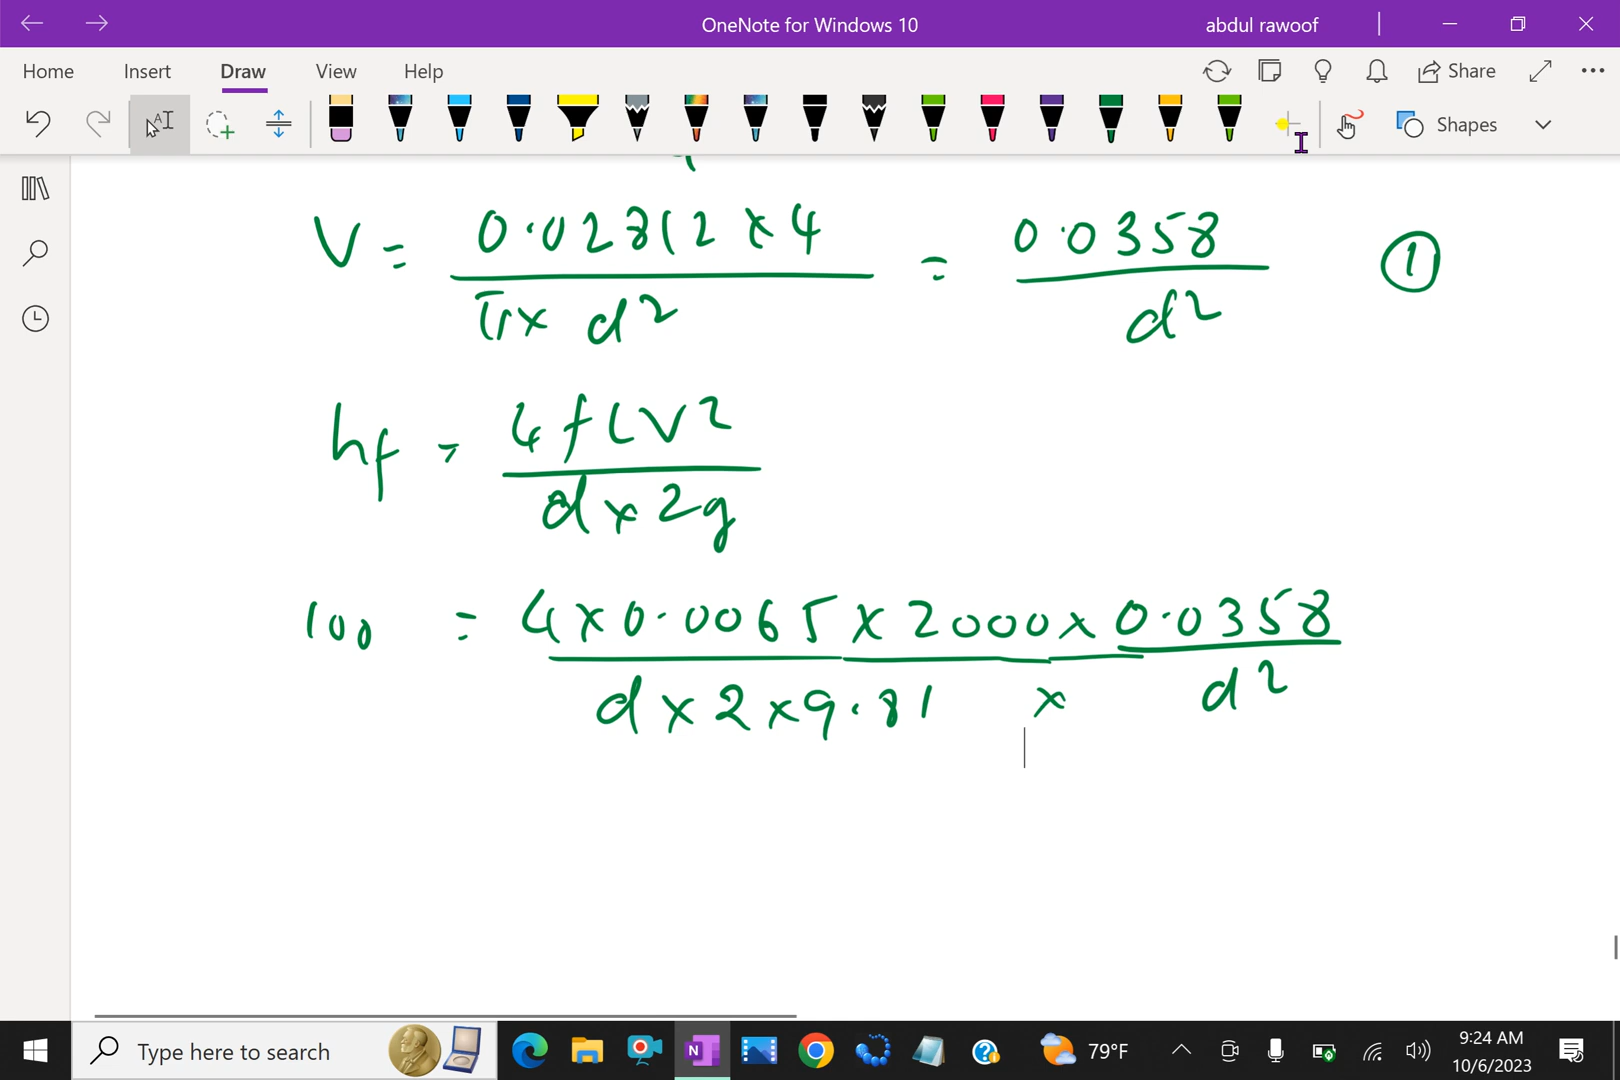 OneNote for Windows 10
abdul rawoof
Home Insert Draw View Help
Share
Shapes
V = 0.02812 x 4 / π x d² = 0.0358 / d² ①
hf = 4fLV² / d x 2g
100 = 4 x 0.0065 x 2000 x 0.0358 / d x 2 x 9.81 x d²
Type here to search
79°F
9:24 AM
10/6/2023